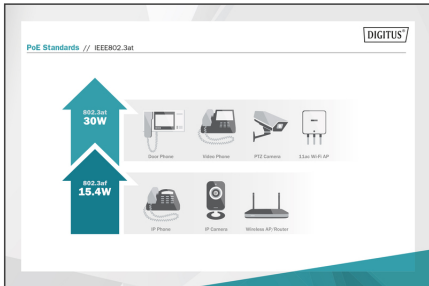 DIGITUS®
PoE Standards // IEEE802.3at
802.3at
30W
Door Phone Video Phone PTZ Camera 11ac Wi-Fi AP
802.3af
15.4W
IP Phone IP Camera Wireless AP/Router